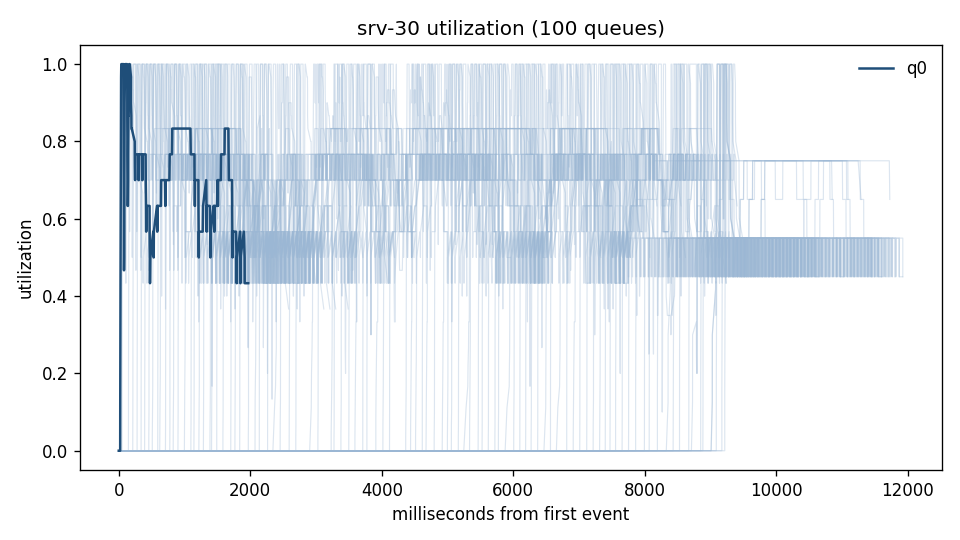 srv-30 utilization (100 queues)
q0
1.0
0.8
0.6
0.4
0.2
0.0
utilization
0 2000 4000 6000 8000 10000 12000
milliseconds from first event